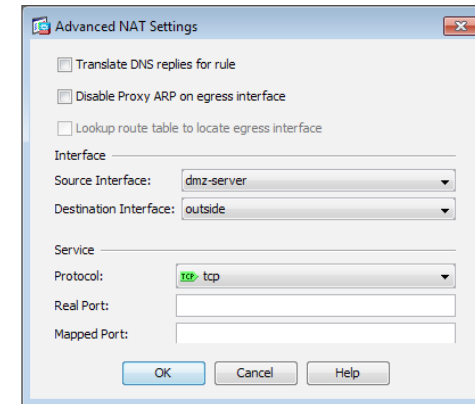 Advanced NAT Settings
Translate DNS replies for rule
Disable Proxy ARP on egress interface
Lookup route table to locate egress interface
Interface
Source Interface: dmz-server
Destination Interface: outside
Service
Protocol: TCP tcp
Real Port:
Mapped Port:
OK Cancel Help